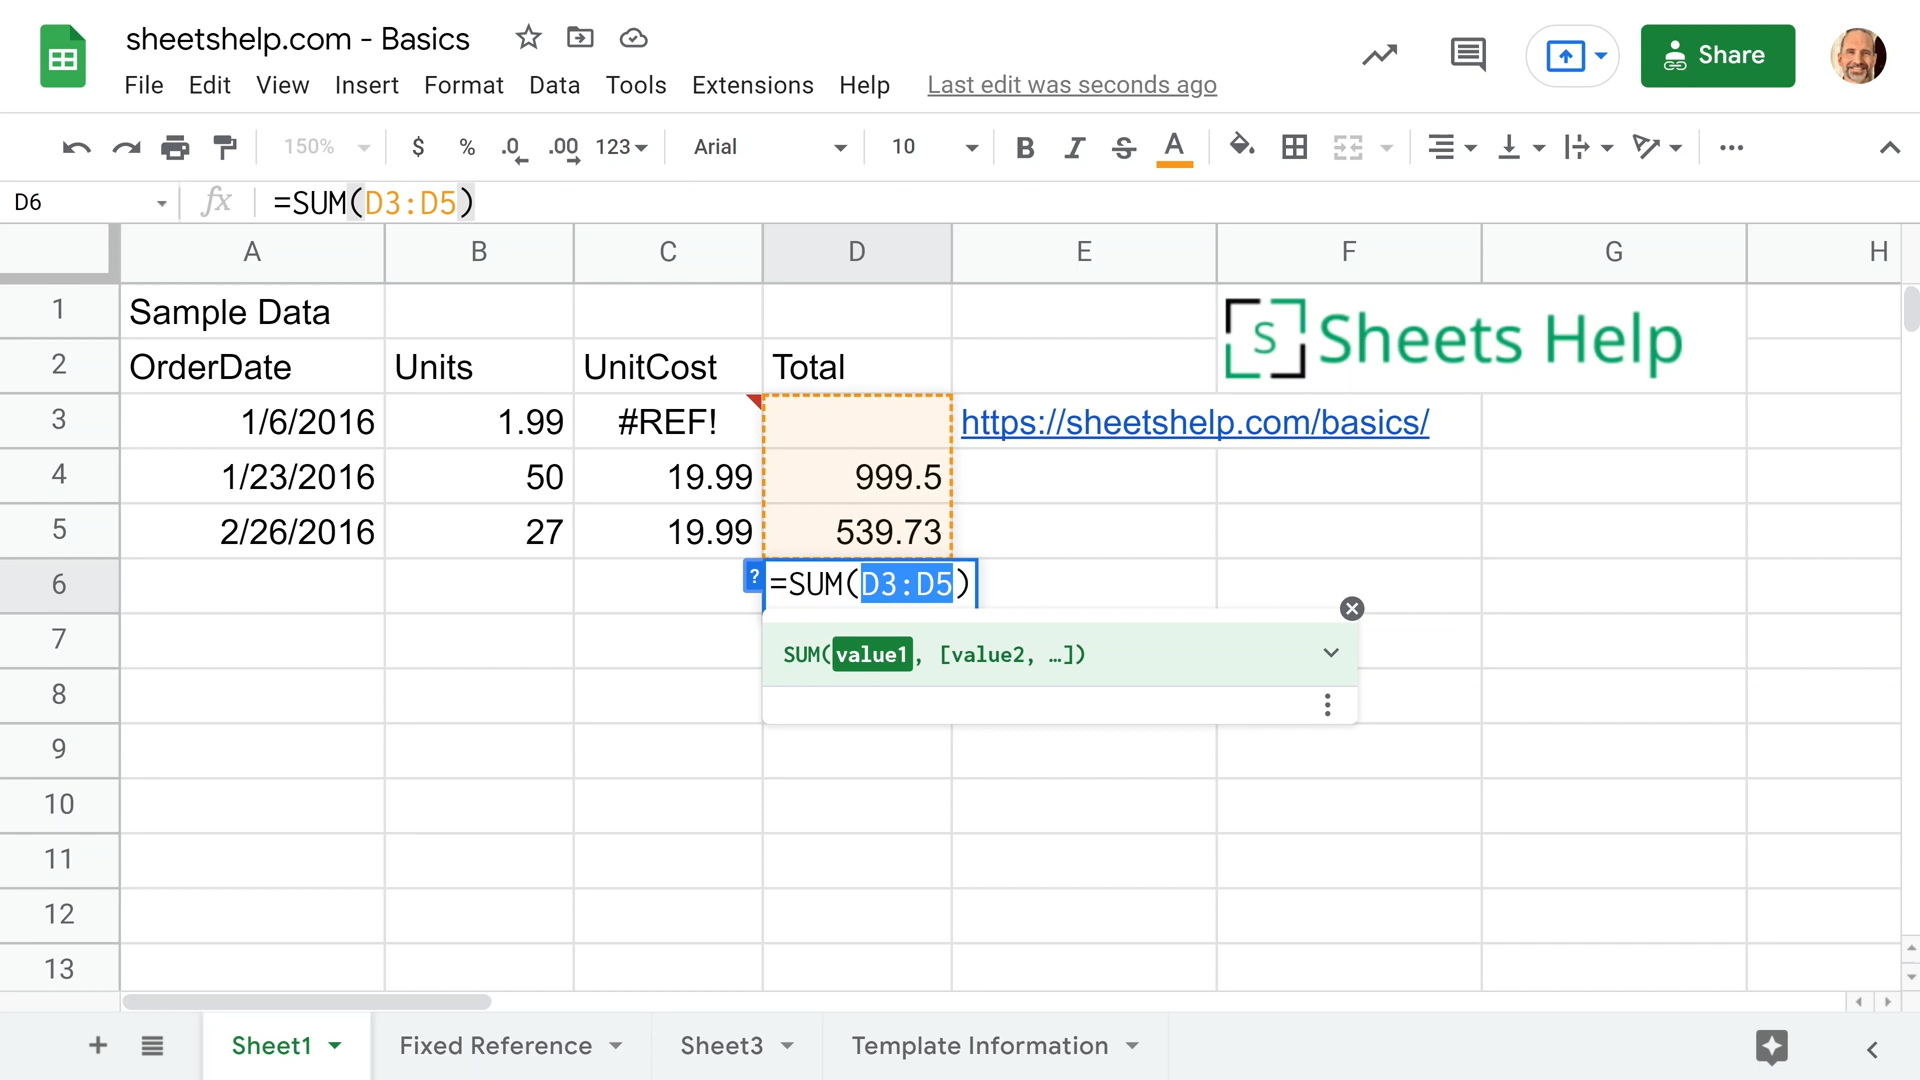 sheetshelp.com - Basics
File Edit View Insert Format Data Tools Extensions Help Last edit was seconds ago
Share
150% $ % .0 .00 123 Arial 10 B I S A
D6 fx =SUM(D3:D5)
A B C D E F G H
1 Sample Data
S Sheets Help
2 OrderDate Units UnitCost Total
3 1/6/2016 1.99 #REF! https://sheetshelp.com/basics/
4 1/23/2016 50 19.99 999.5
5 2/26/2016 27 19.99 539.73
6 ? =SUM(D3:D5)
7
SUM(value1, [value2, …])
8
9
10
11
12
13
Sheet1 Fixed Reference Sheet3 Template Information